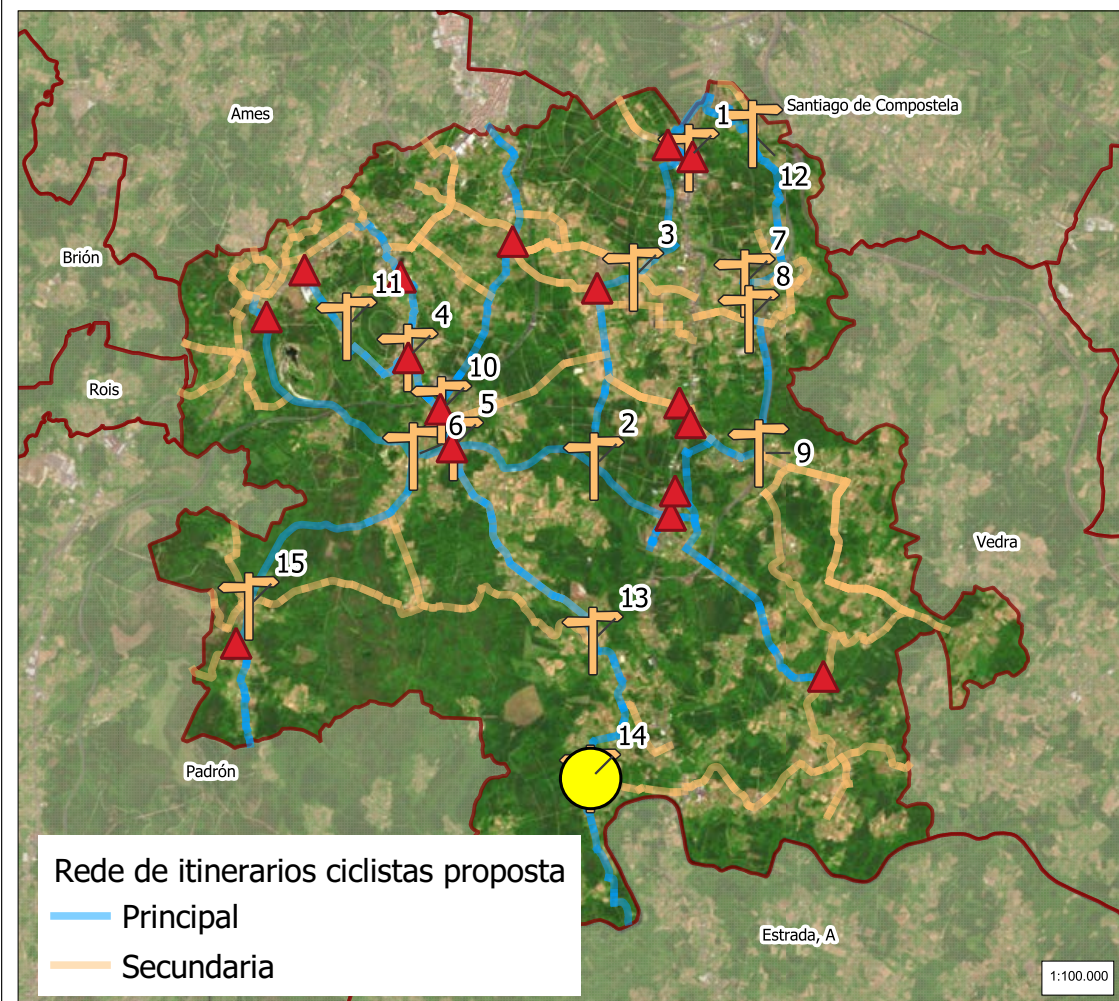 Ames
Santiago de Compostela
1
12
3
7
Brión
8
11
4
10
Rois
5
6
2
9
Vedra
15
13
14
Padrón
Rede de itinerarios ciclistas proposta
Principal
Estrada, A
Secundaria
1:100.000